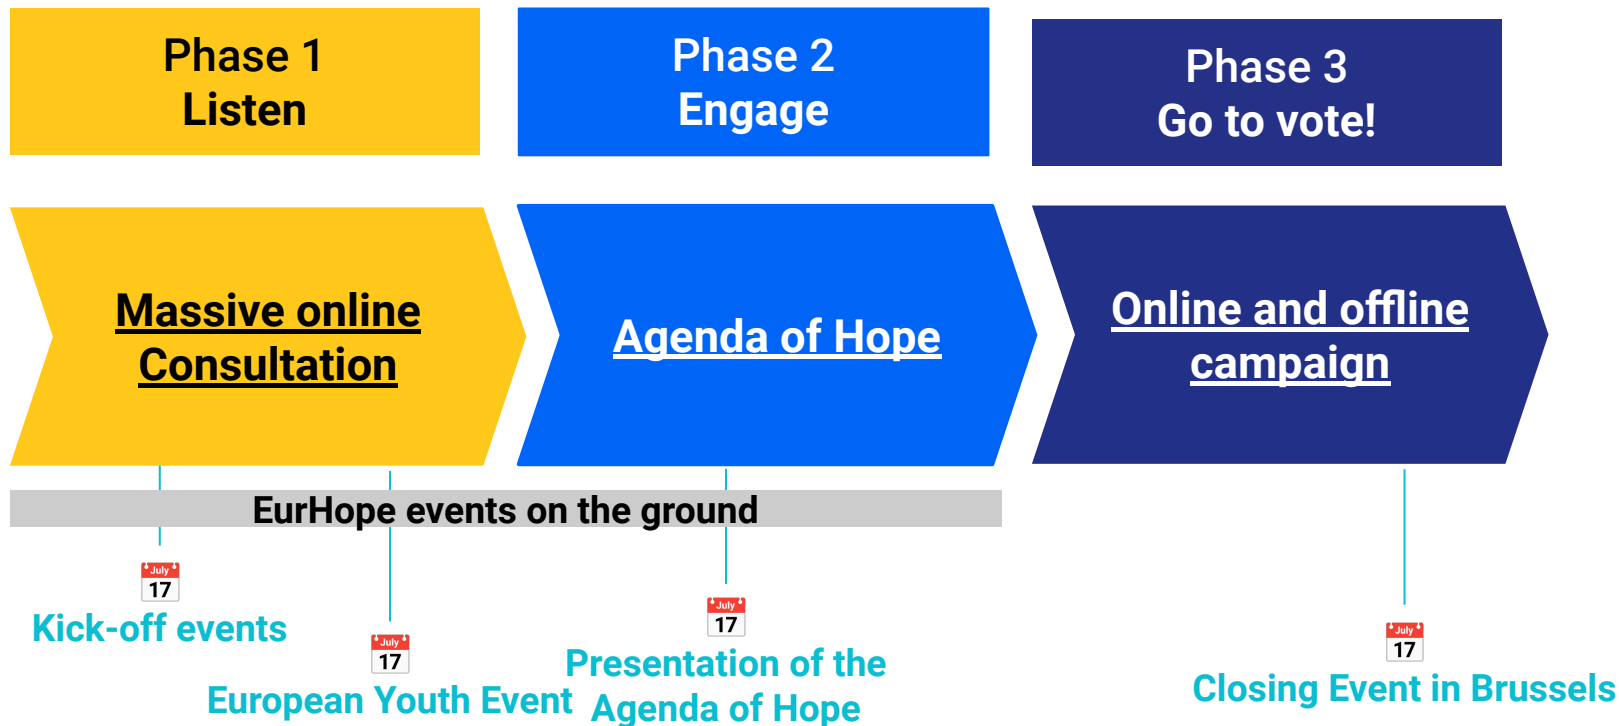 Phase 1
Listen
Phase 2
Engage
Phase 3
Go to vote!
Massive online
Consultation
Agenda of Hope
Online and offline
campaign
EurHope events on the ground
July
17
Kick-off events
July
17
European Youth Event
July
17
Presentation of the
Agenda of Hope
July
17
Closing Event in Brussels